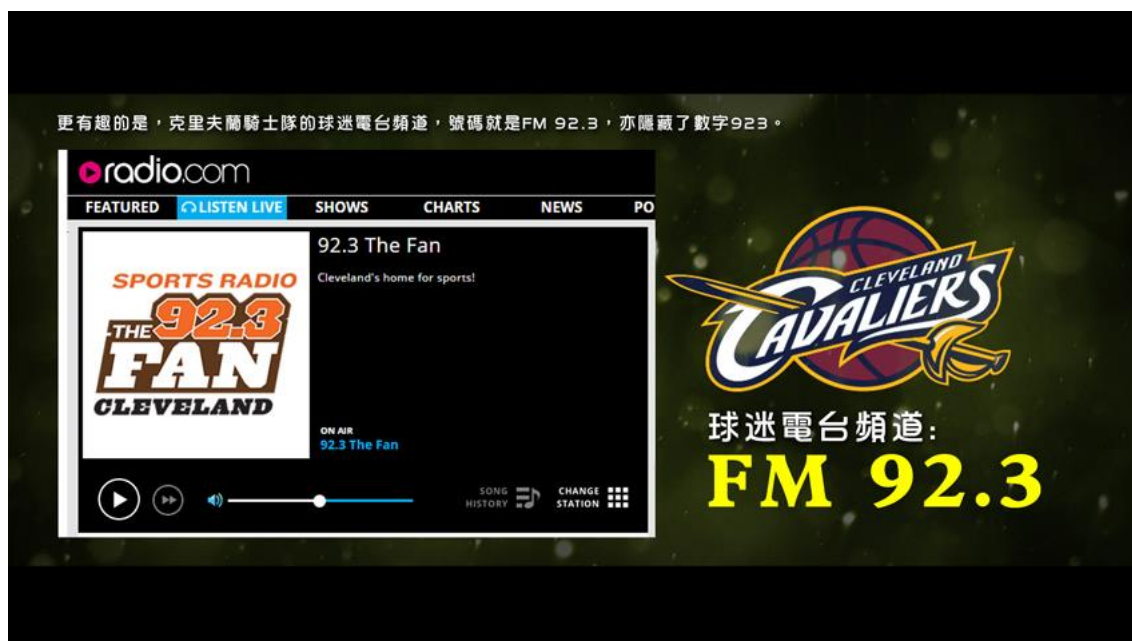 更有趣的是，克里夫蘭騎士隊的球迷電台頻道，號碼就是FM 92.3，亦隱藏了數字923。
radio.com
FEATURED LISTEN LIVE SHOWS CHARTS NEWS PO
SPORTS RADIO
THE 92.3
FAN
CLEVELAND
92.3 The Fan
Cleveland's home for sports!
ON AIR
92.3 The Fan
SONG HISTORY
CHANGE STATION
CLEVELAND
CAVALIERS
球迷電台頻道:
FM 92.3